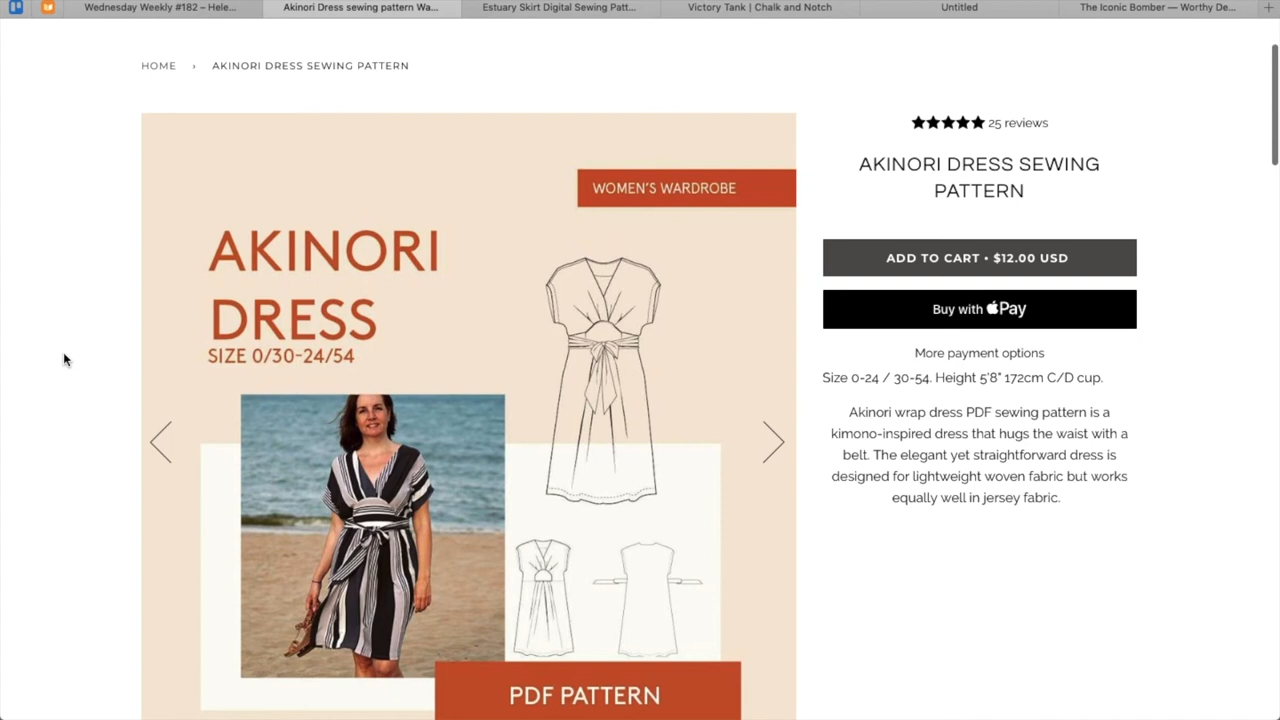 Wednesday Weekly #182 – Hele...
Akinori Dress sewing pattern Wa...
Estuary Skirt Digital Sewing Patt...
Victory Tank | Chalk and Notch
Untitled
The Iconic Bomber — Worthy De...
HOME › AKINORI DRESS SEWING PATTERN
WOMEN'S WARDROBE
AKINORI
DRESS
SIZE 0/30-24/54
PDF PATTERN
25 reviews
AKINORI DRESS SEWING
PATTERN
ADD TO CART • $12.00 USD
Buy with Pay
More payment options
Size 0-24 / 30-54. Height 5'8" 172cm C/D cup.
Akinori wrap dress PDF sewing pattern is a
kimono-inspired dress that hugs the waist with a
belt. The elegant yet straightforward dress is
designed for lightweight woven fabric but works
equally well in jersey fabric.